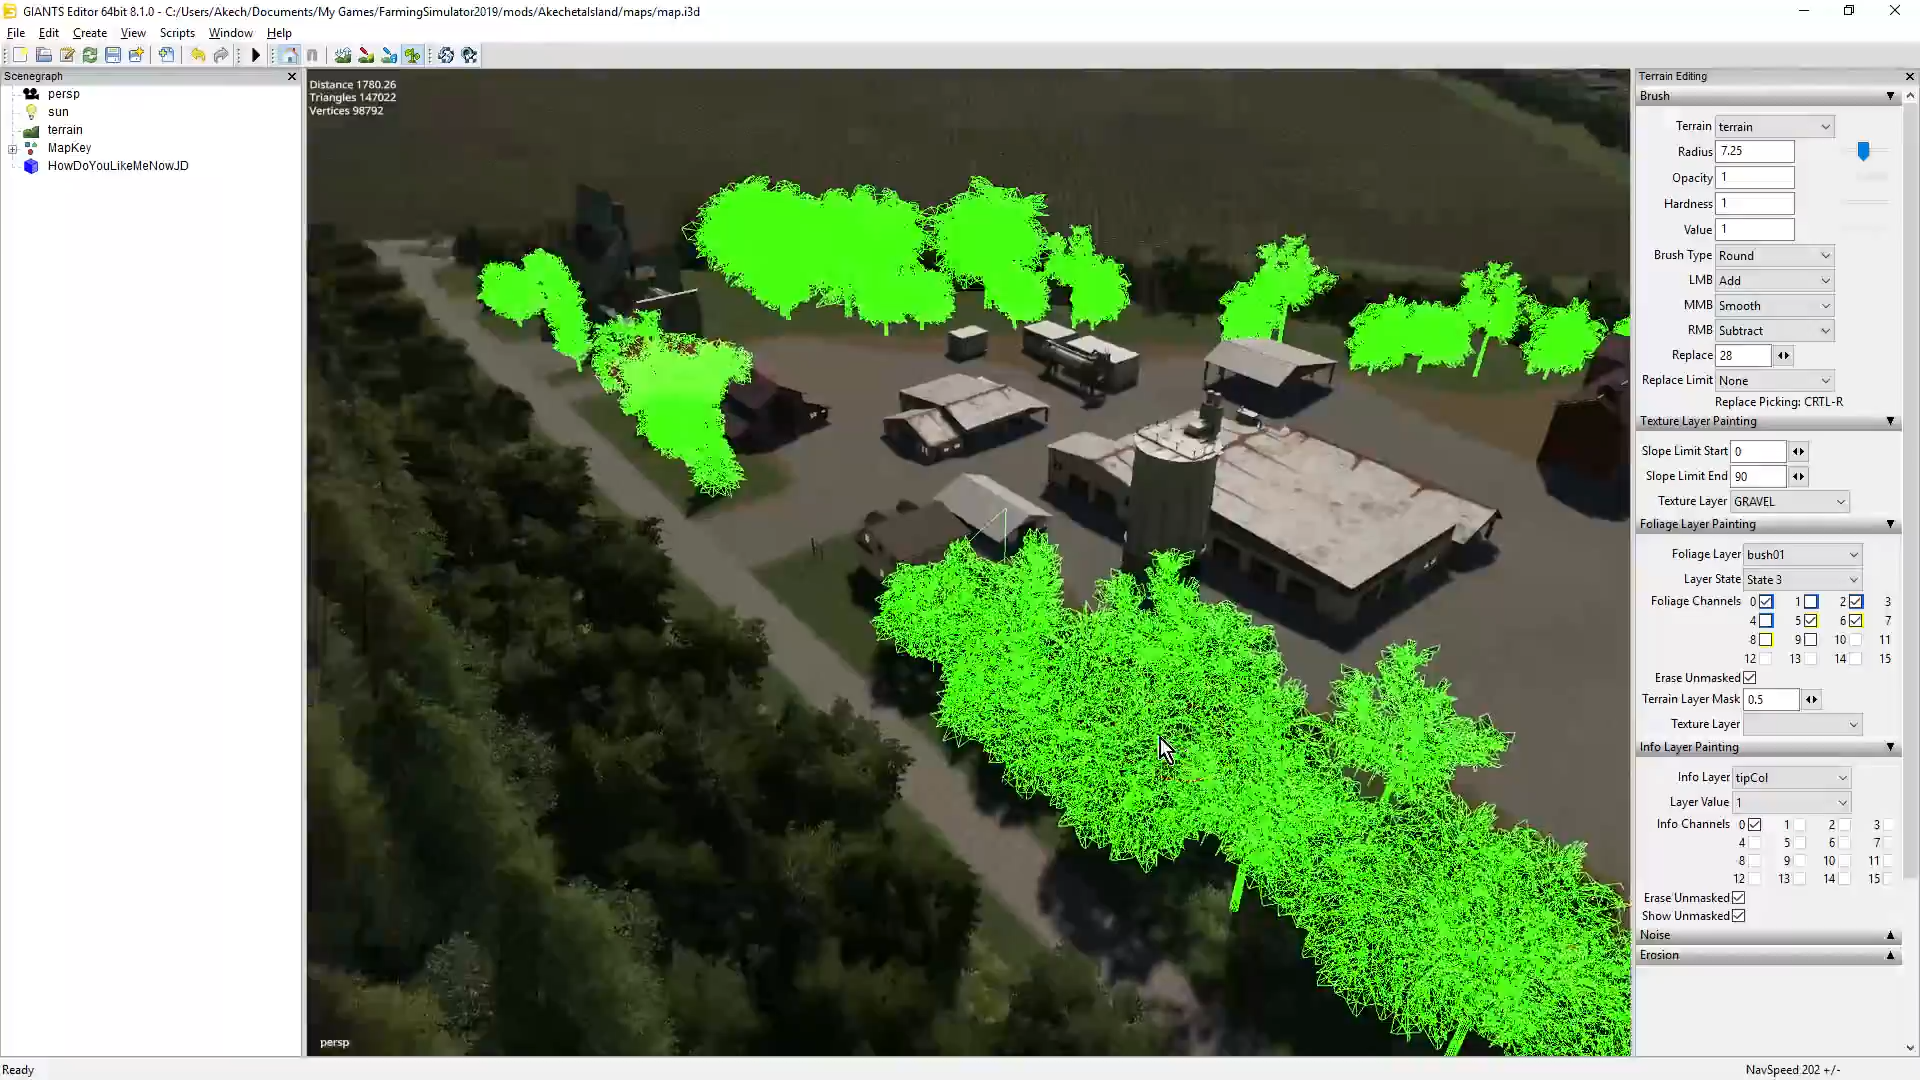 GIANTS Editor 64bit 8.1.0 - C:/Users/Akech/Documents/My Games/FarmingSimulator2019/mods/AkechetaIsland/maps/map.i3d
File Edit Create View Scripts Window Help
Scenegraph
persp
sun
terrain
MapKey
HowDoYouLikeMeNowJD
Distance 1780.26
Triangles 147022
Vertices 98792
persp
Terrain Editing
Brush
Terrain terrain
Radius 7.25
Opacity 1
Hardness 1
Value 1
Brush Type Round
LMB Add
MMB Smooth
RMB Subtract
Replace 28
Replace Limit None
Replace Picking: CRTL-R
Texture Layer Painting
Slope Limit Start 0
Slope Limit End 90
Texture Layer GRAVEL
Foliage Layer Painting
Foliage Layer bush01
Layer State State 3
Foliage Channels 0 1 2 3
4 5 6 7
8 9 10 11
12 13 14 15
Erase Unmasked
Terrain Layer Mask 0.5
Texture Layer
Info Layer Painting
Info Layer tipCol
Layer Value 1
Info Channels 0 1 2 3
4 5 6 7
8 9 10 11
12 13 14 15
Erase Unmasked
Show Unmasked
Noise
Erosion
Ready
NavSpeed 202 +/-